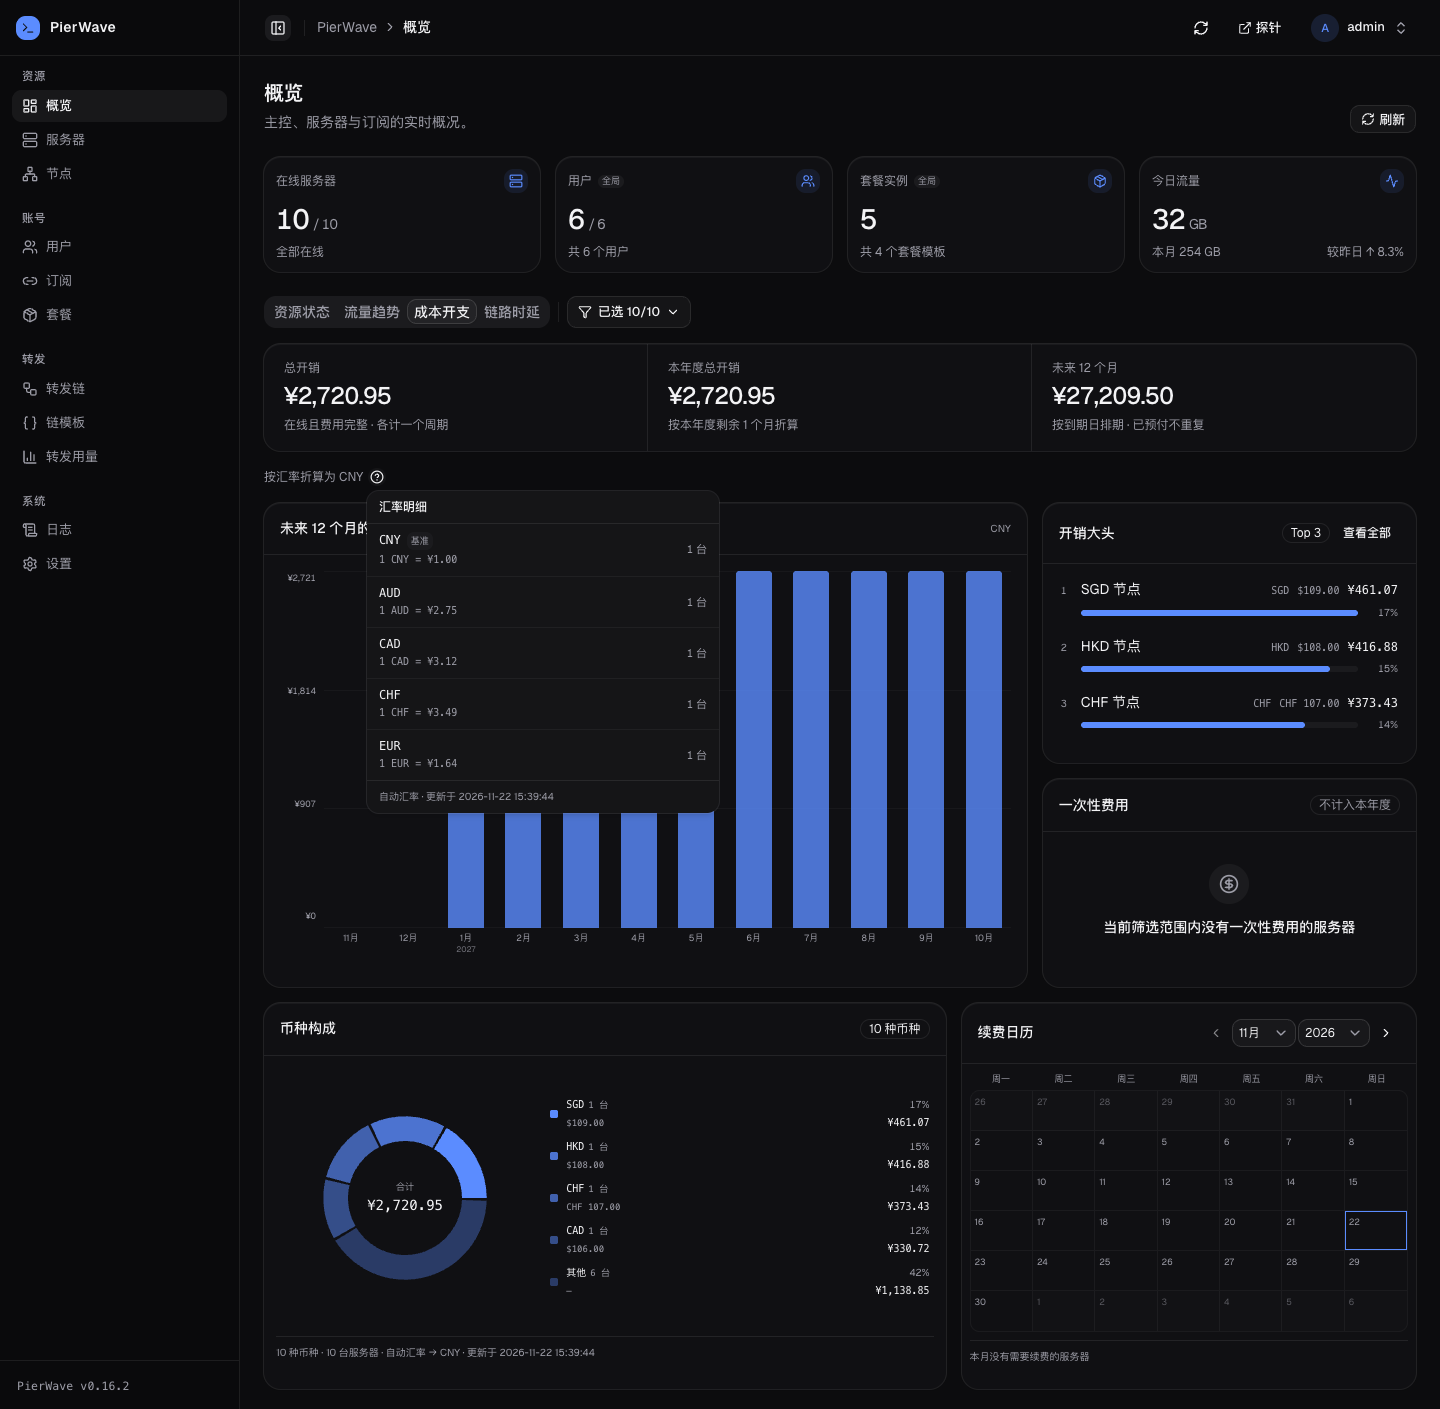 PierWave
PierWave > 概览
探针
A admin
资源
概览
服务器
节点
账号
用户
订阅
套餐
转发
转发链
链模板
转发用量
系统
日志
设置
PierWave v0.16.2
概览
主控、服务器与订阅的实时概况。
刷新
在线服务器
10 / 10
全部在线
用户 全局
6 / 6
共 6 个用户
套餐实例 全局
5
共 4 个套餐模板
今日流量
32 GB
本月 254 GB 较昨日 ↑ 8.3%
资源状态 流量趋势 成本开支 链路时延 已选 10/10
总开销
¥2,720.95
在线且费用完整 · 各计一个周期
本年度总开销
¥2,720.95
按本年度剩余 1 个月折算
未来 12 个月
¥27,209.50
按到期日排期 · 已预付不重复
按汇率折算为 CNY
未来 12 个月的
CNY
汇率明细
CNY 基准
1 CNY = ¥1.00
1 台
AUD
1 AUD = ¥2.75
1 台
CAD
1 CAD = ¥3.12
1 台
CHF
1 CHF = ¥3.49
1 台
EUR
1 EUR = ¥1.64
1 台
自动汇率 · 更新于 2026-11-22 15:39:44
¥2,721
¥1,814
¥907
¥0
11月 12月 1月 2月 3月 4月 5月 6月 7月 8月 9月 10月
2027
开销大头
Top 3 查看全部
1 SGD 节点 SGD $109.00 ¥461.07
17%
2 HKD 节点 HKD $108.00 ¥416.88
15%
3 CHF 节点 CHF CHF 107.00 ¥373.43
14%
一次性费用
不计入本年度
当前筛选范围内没有一次性费用的服务器
币种构成
10 种币种
合计
¥2,720.95
SGD 1 台 17%
$109.00 ¥461.07
HKD 1 台 15%
$108.00 ¥416.88
CHF 1 台 14%
CHF 107.00 ¥373.43
CAD 1 台 12%
$106.00 ¥330.72
其他 6 台 42%
— ¥1,138.85
10 种币种 · 10 台服务器 · 自动汇率 → CNY · 更新于 2026-11-22 15:39:44
续费日历
11月 2026
周一 周二 周三 周四 周五 周六 周日
26 27 28 29 30 31 1
2 3 4 5 6 7 8
9 10 11 12 13 14 15
16 17 18 19 20 21 22
23 24 25 26 27 28 29
30 1 2 3 4 5 6
本月没有需要续费的服务器